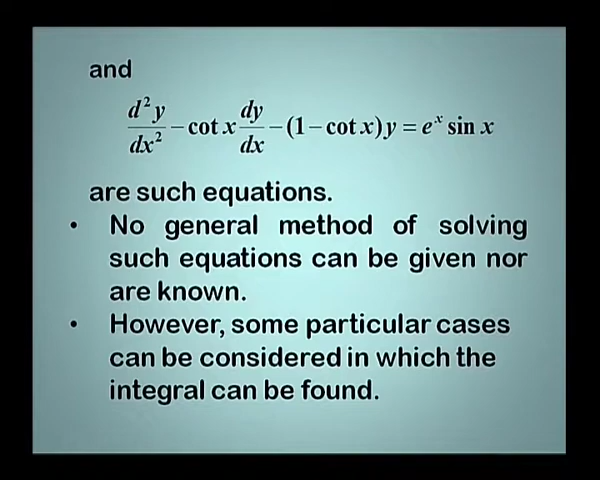 and
d²y/dx² − cot x dy/dx − (1 − cot x) y = eˣ sin x
are such equations.
• No general method of solving
such equations can be given nor
are known.
• However, some particular cases
can be considered in which the
integral can be found.